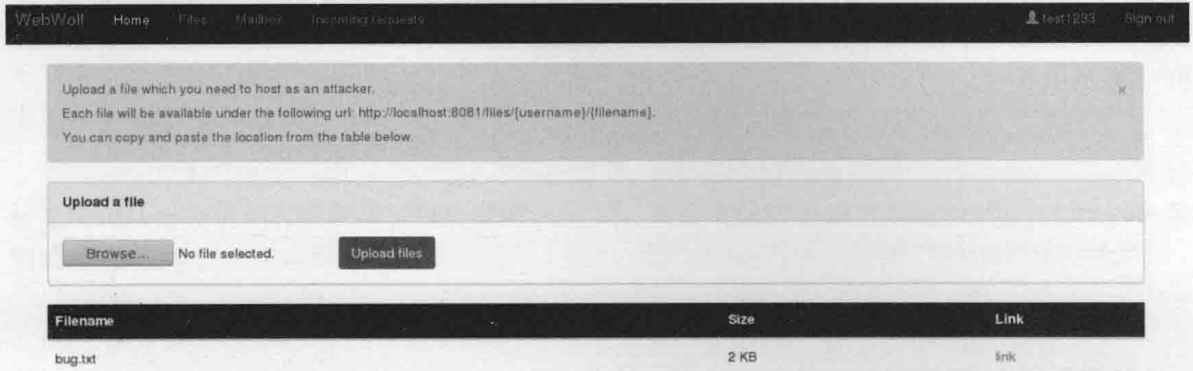 WebWolf Home Files Mailbox Incoming requests test1233 Sign out
Upload a file which you need to host as an attacker. ×
Each file will be available under the following url: http://localhost:8081/files/{username}/{filename}.
You can copy and paste the location from the table below.
Upload a file
Browse... No file selected. Upload files
Filename Size Link
bug.txt 2 KB link